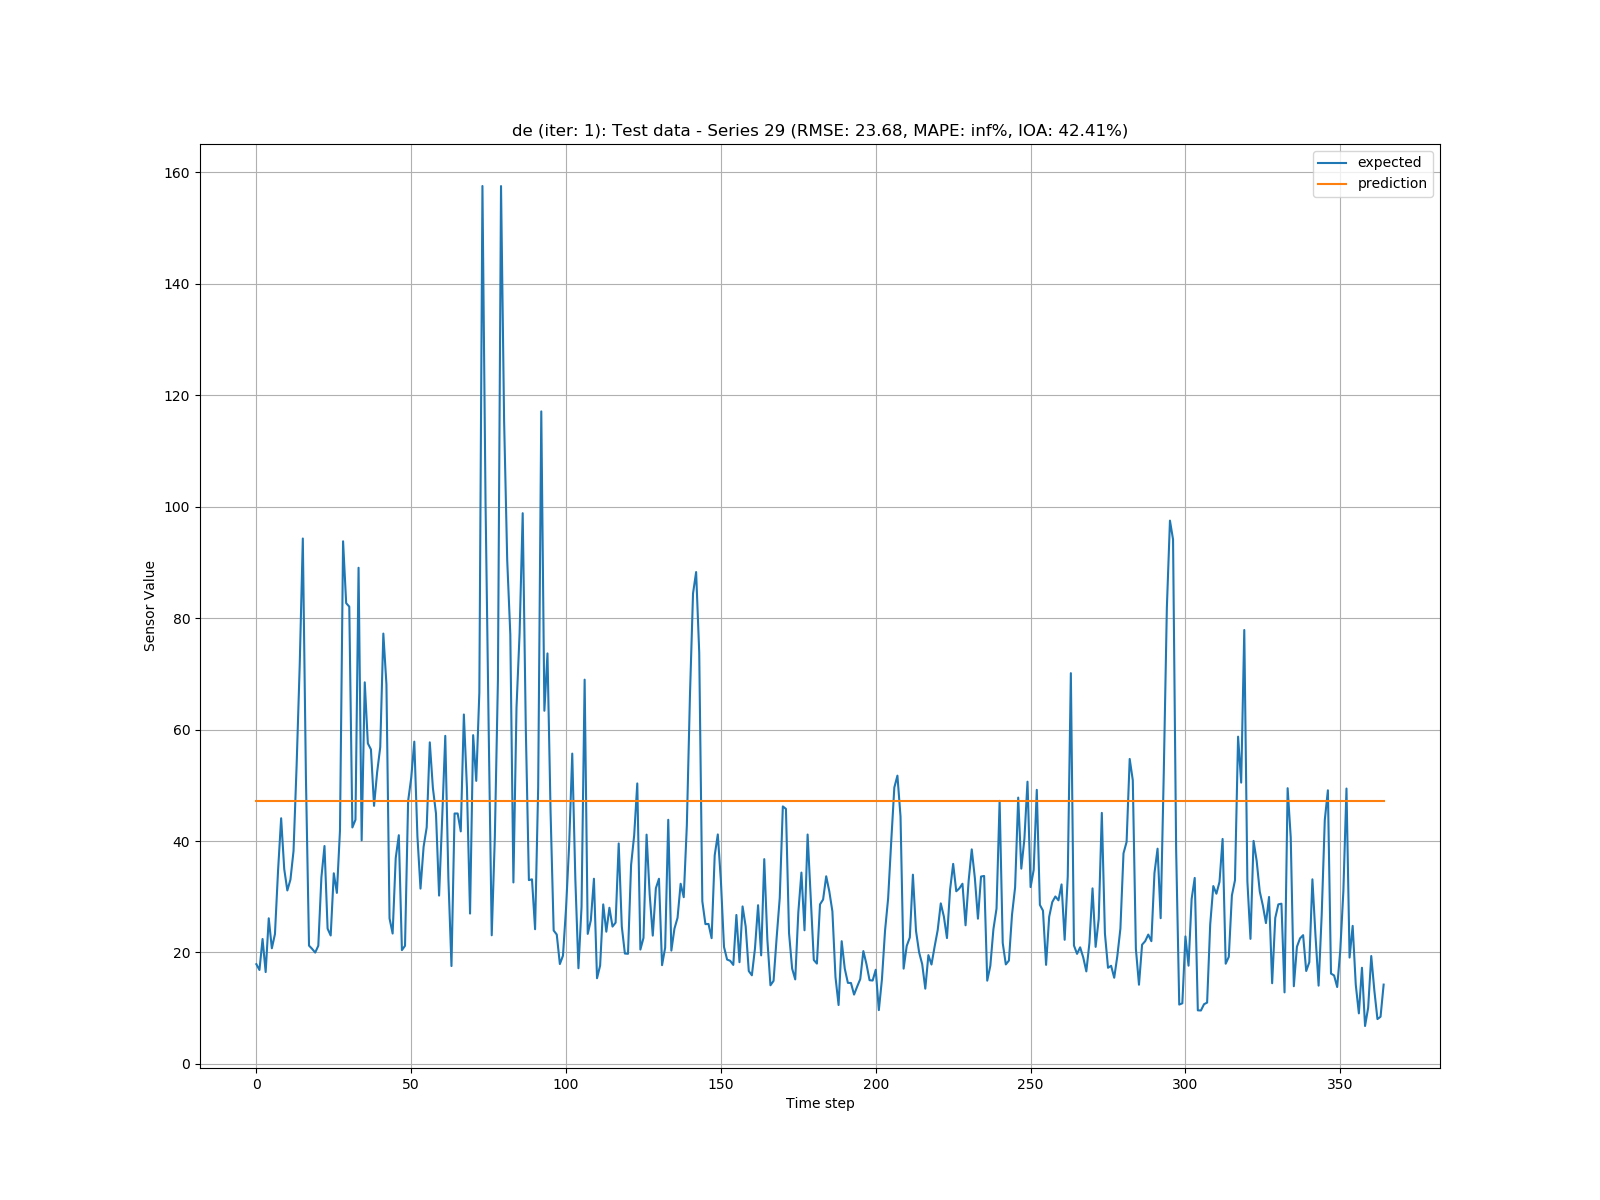 de (iter: 1): Test data - Series 29 (RMSE: 23.68, MAPE: inf%, IOA: 42.41%)
expected
prediction
160
140
120
100
80
60
40
20
0
Sensor Value
0 50 100 150 200 250 300 350
Time step